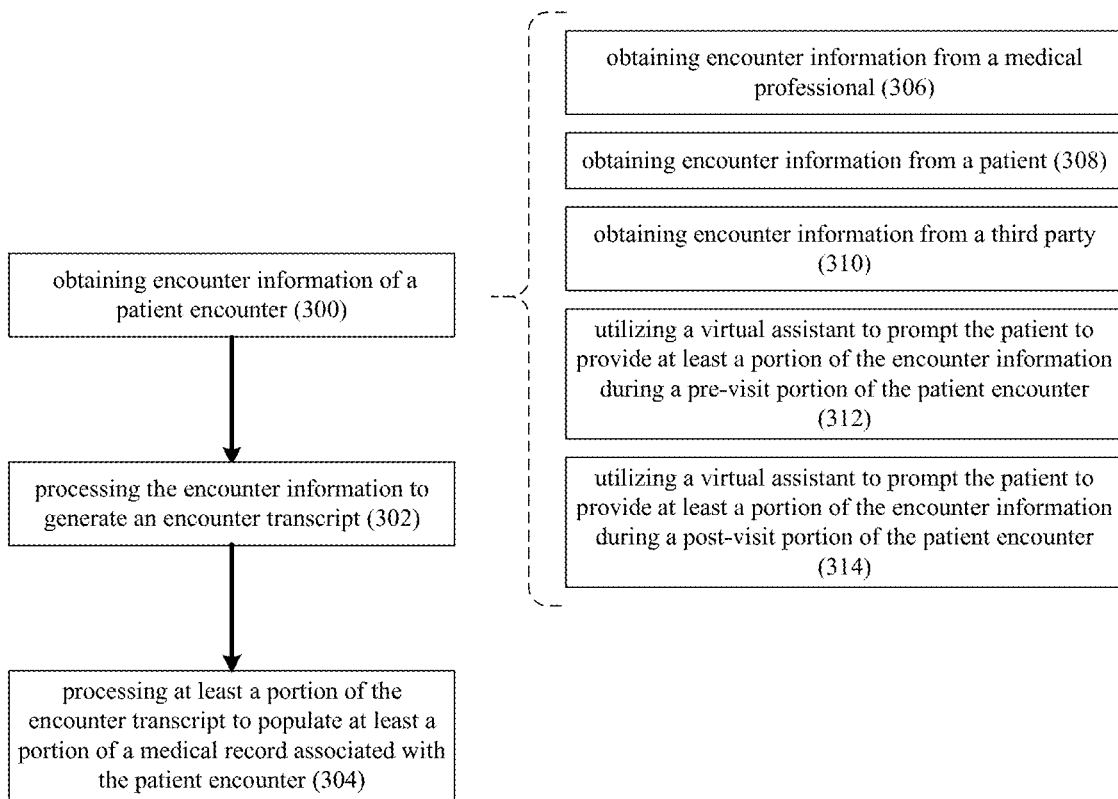 obtaining encounter information of a
patient encounter (300)
processing the encounter information to
generate an encounter transcript (302)
processing at least a portion of the
encounter transcript to populate at least a
portion of a medical record associated with
the patient encounter (304)
obtaining encounter information from a medical
professional (306)
obtaining encounter information from a patient (308)
obtaining encounter information from a third party
(310)
utilizing a virtual assistant to prompt the patient to
provide at least a portion of the encounter information
during a pre-visit portion of the patient encounter
(312)
utilizing a virtual assistant to prompt the patient to
provide at least a portion of the encounter information
during a post-visit portion of the patient encounter
(314)